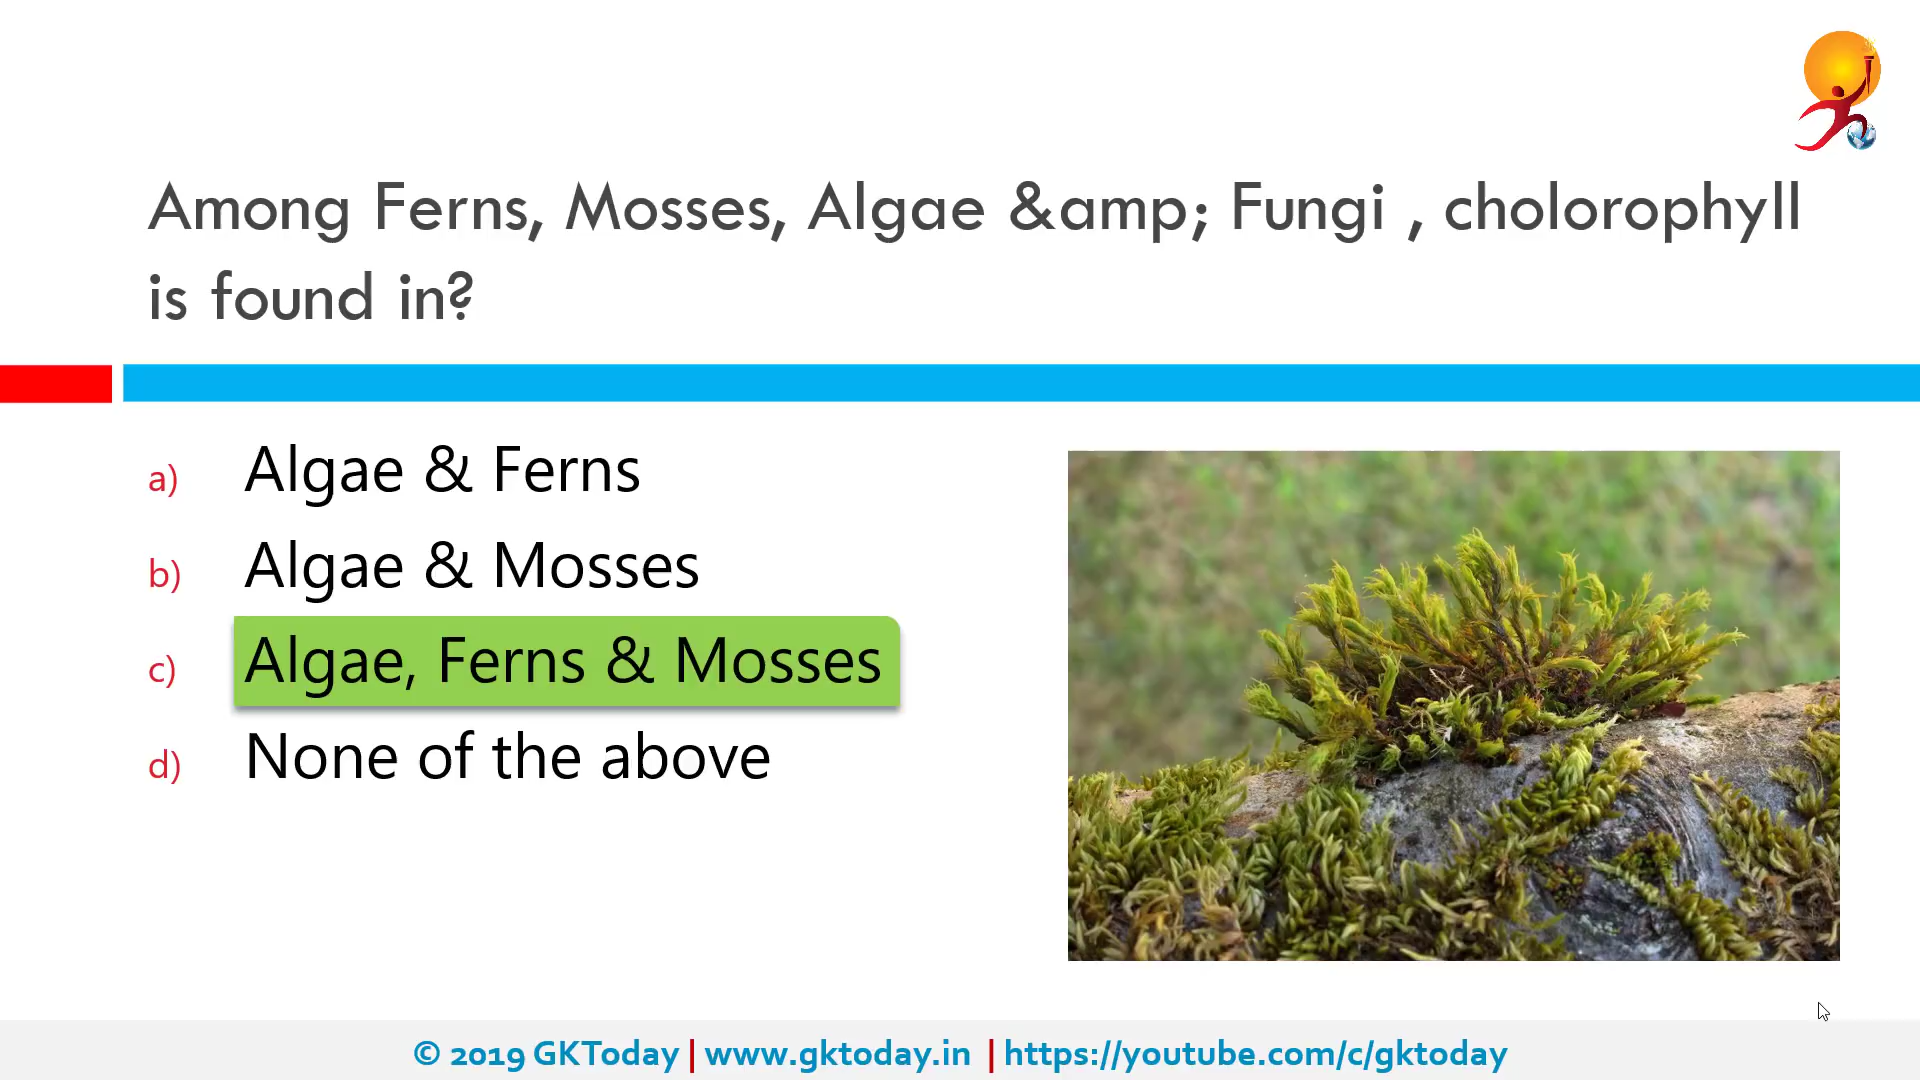 Among Ferns, Mosses, Algae &amp; Fungi , cholorophyll
is found in?
a) Algae & Ferns
b) Algae & Mosses
c) Algae, Ferns & Mosses
d) None of the above
© 2019 GKToday | www.gktoday.in | https://youtube.com/c/gktoday